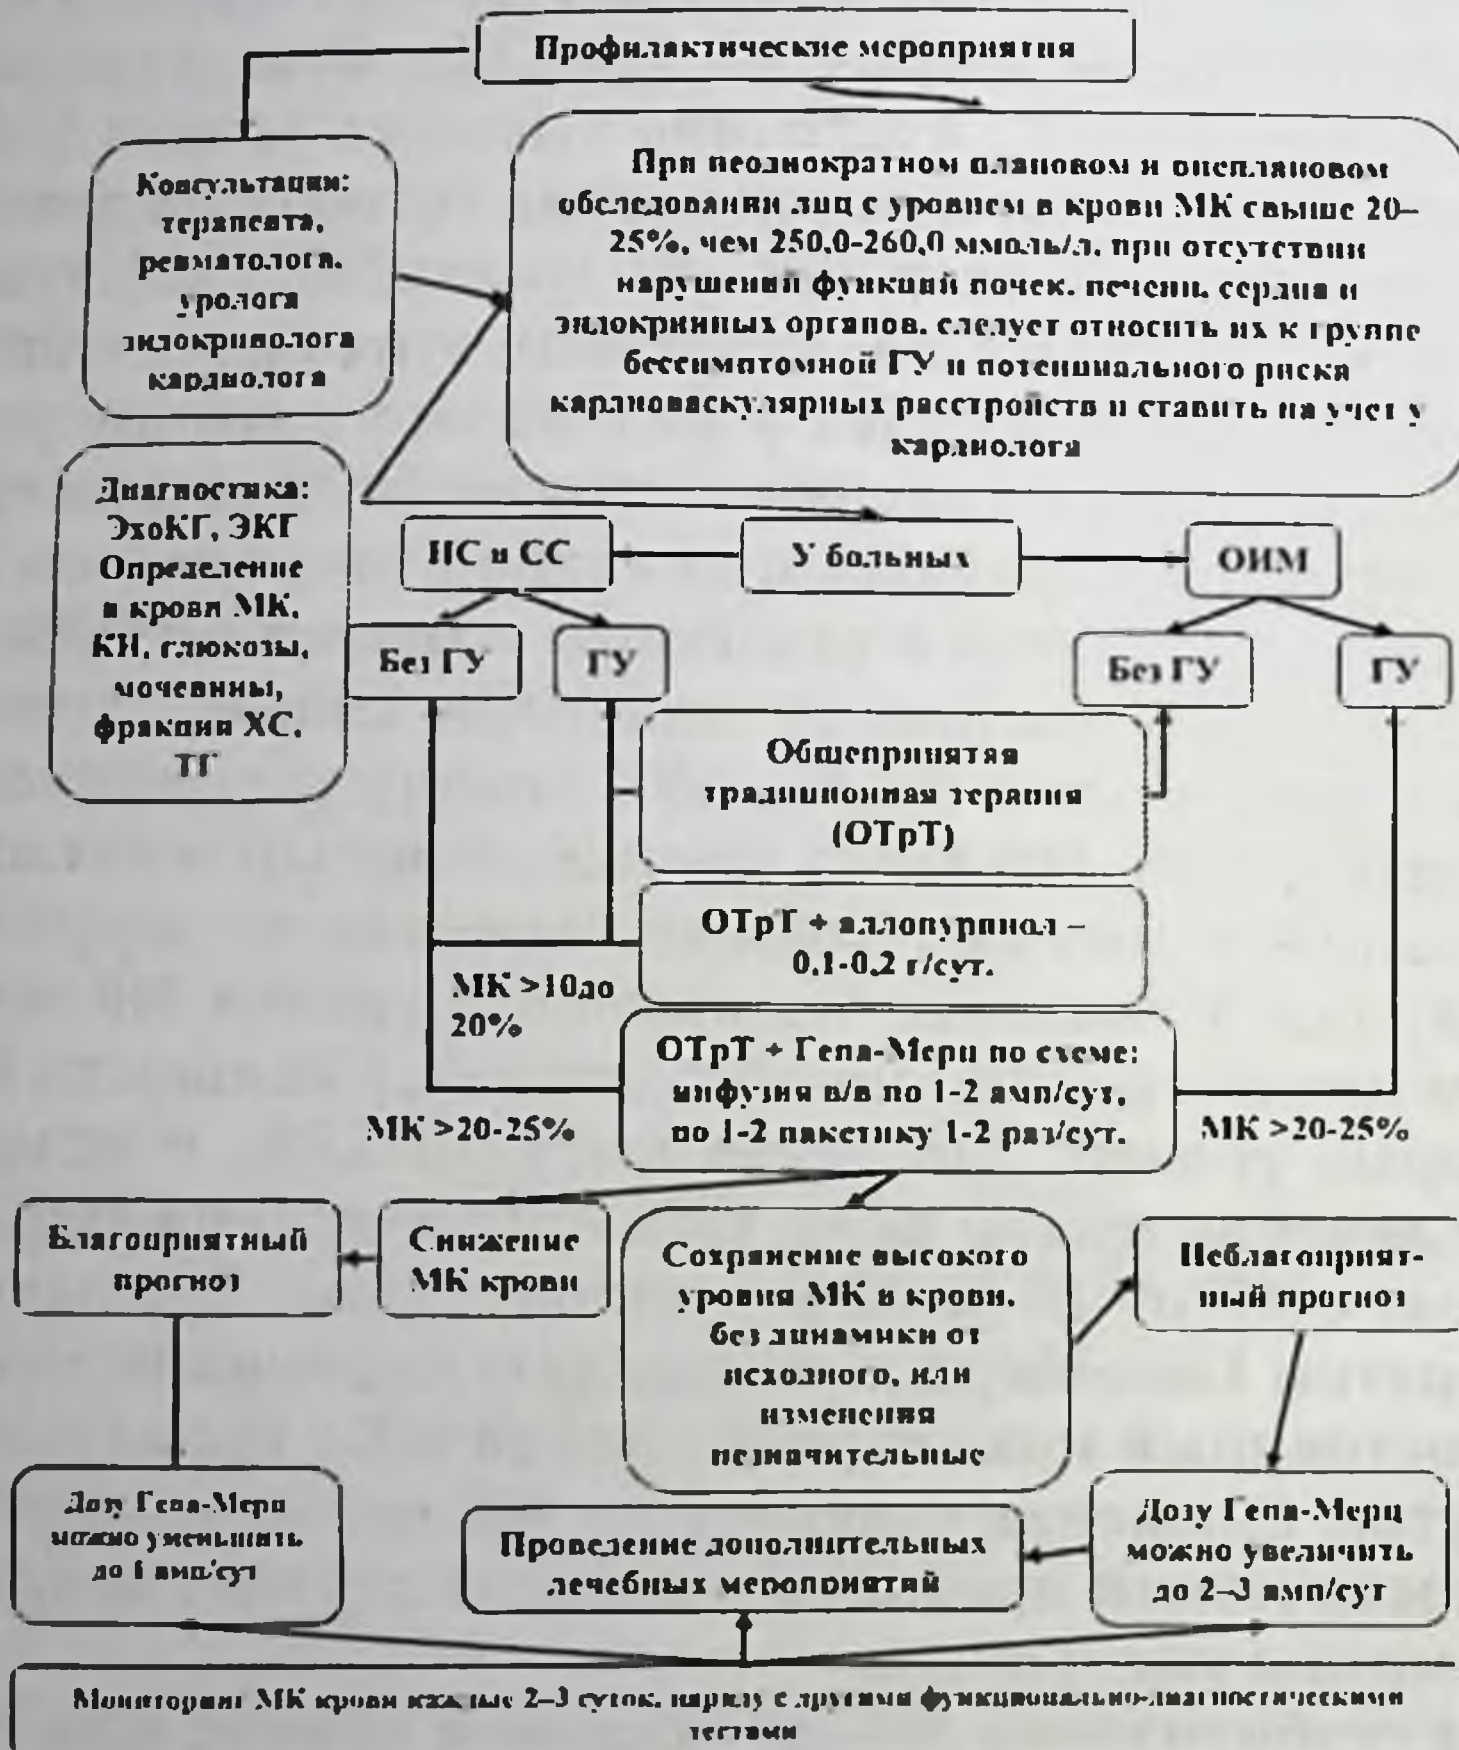 Профилактические мероприятия
Консультации:
терапевта,
ревматолога,
уролога
эндокринолога
кардиолога
При неоднократном плановом и внеплановом
обследовании лиц с уровнем в крови МК свыше 20–
25%, чем 250,0-260,0 ммоль/л, при отсутствии
нарушений функций почек, печени, сердца и
эндокринных органов, следует относить их к группе
бессимптомной ГУ и потенциального риска
кардиоваскулярных расстройств и ставить на учет у
кардиолога
Диагностика:
ЭхоКГ, ЭКГ
Определение
в крови МК,
КН, глюкозы,
мочевины,
фракции ХС,
ТГ
НС и СС
У больных
ОИМ
Без ГУ
ГУ
Без ГУ
ГУ
Общепринятая
традиционная терапия
(ОТрТ)
ОТрТ + аллопуринол –
0,1-0,2 г/сут.
МК >10до
20%
ОТрТ + Гепа-Мерц по схеме:
инфузия в/в по 1-2 амп/сут,
по 1-2 пакетику 1-2 раз/сут.
МК >20-25%
МК >20-25%
Благоприятный
прогноз
Снижение
МК крови
Сохранение высокого
уровня МК в крови,
без динамики от
исходного, или
изменения
незначительные
Неблагоприят-
ный прогноз
Дозу Гепа-Мерц
можно уменьшить
до 1 амп/сут
Проведение дополнительных
лечебных мероприятий
Дозу Гепа-Мерц
можно увеличить
до 2–3 амп/сут
Мониторинг МК крови каждые 2–3 суток, наряду с другими функционально-диагностическими
тестами